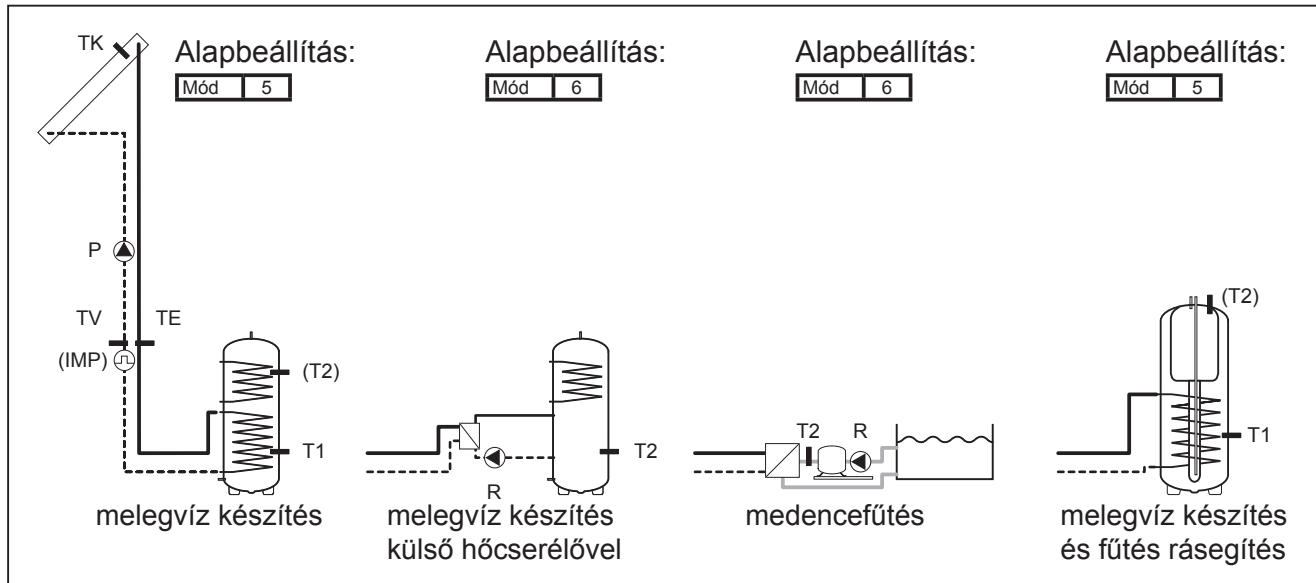 TK
Alapbeállítás:
Mód 5
Alapbeállítás:
Mód 6
Alapbeállítás:
Mód 6
Alapbeállítás:
Mód 5
P
TV
TE
(IMP)
(T2)
T1
melegvíz készítés
R
T2
melegvíz készítés
külső hőcserélővel
T2
R
medencefűtés
(T2)
T1
melegvíz készítés
és fűtés rásegítés